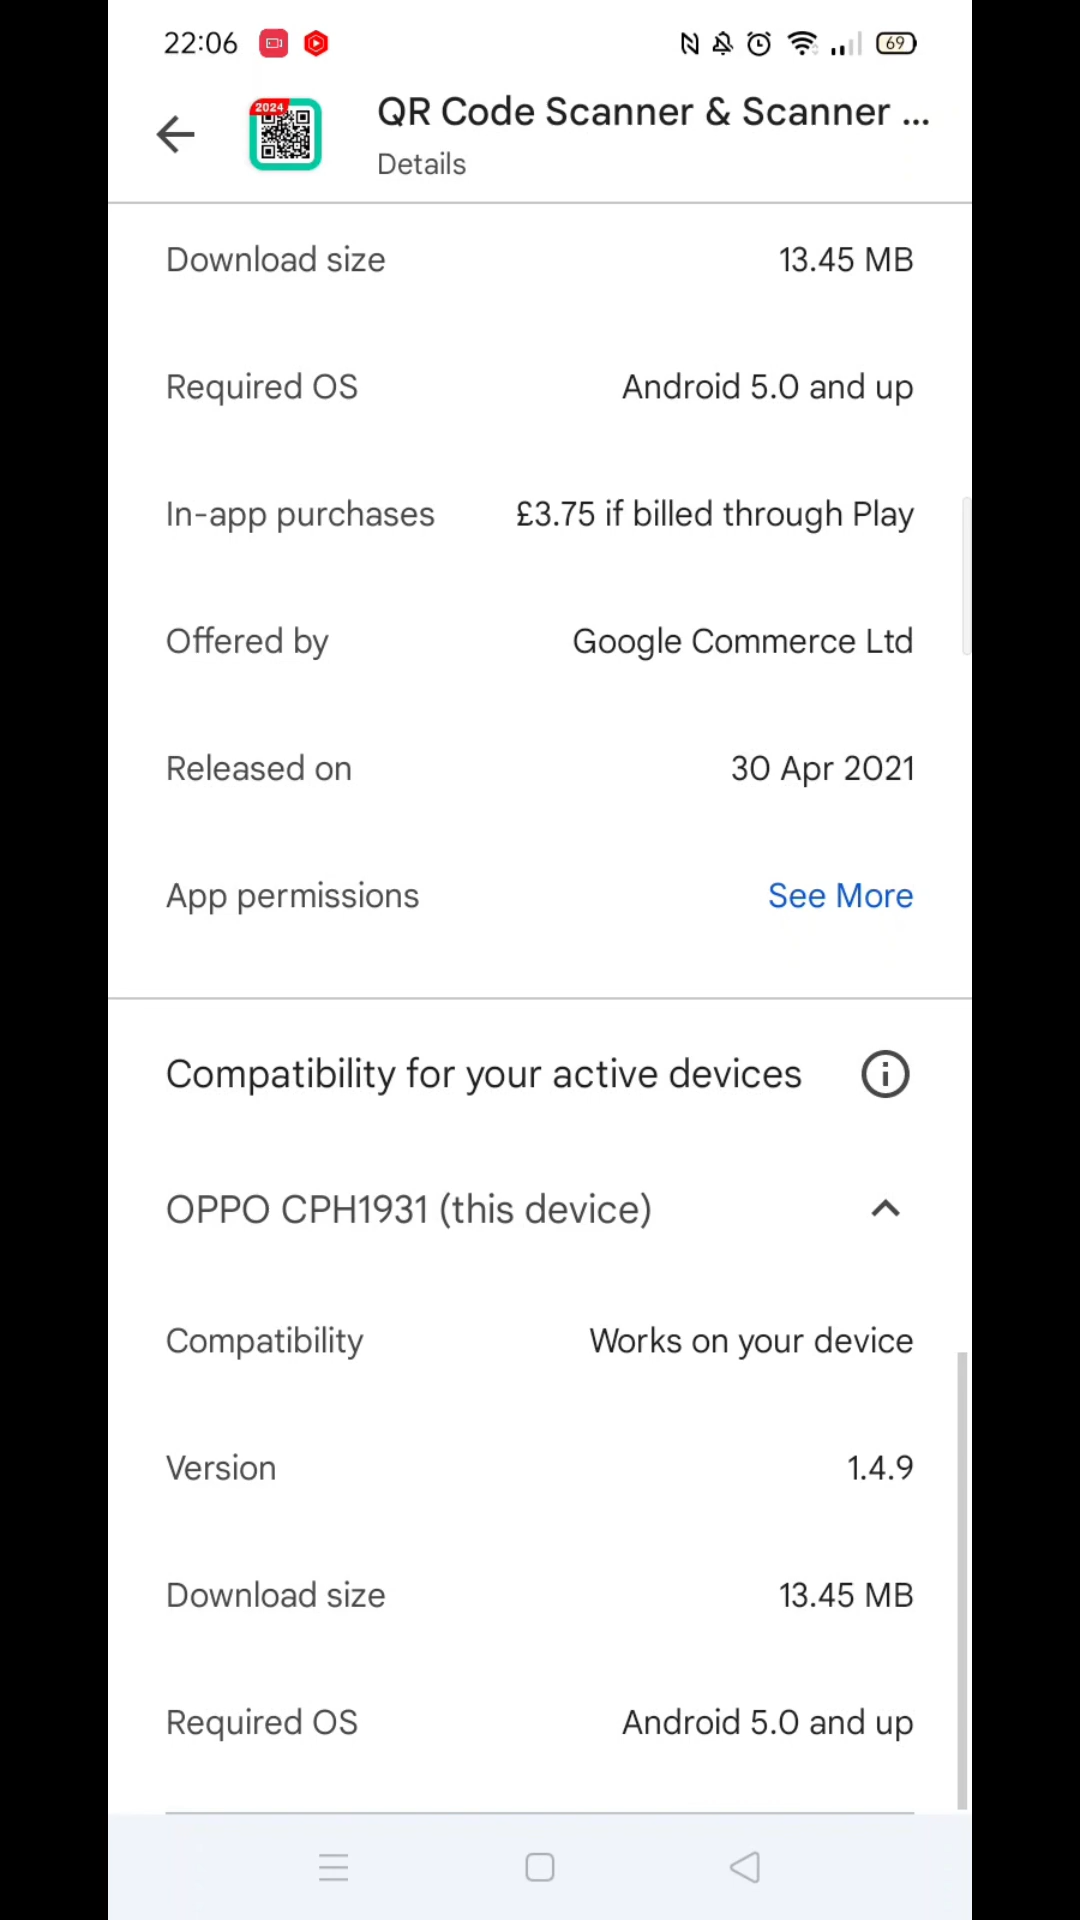 22:06
69
2024
QR Code Scanner & Scanner ...
Details
Download size 13.45 MB
Required OS Android 5.0 and up
In-app purchases £3.75 if billed through Play
Offered by Google Commerce Ltd
Released on 30 Apr 2021
App permissions See More
Compatibility for your active devices
OPPO CPH1931 (this device)
Compatibility Works on your device
Version 1.4.9
Download size 13.45 MB
Required OS Android 5.0 and up